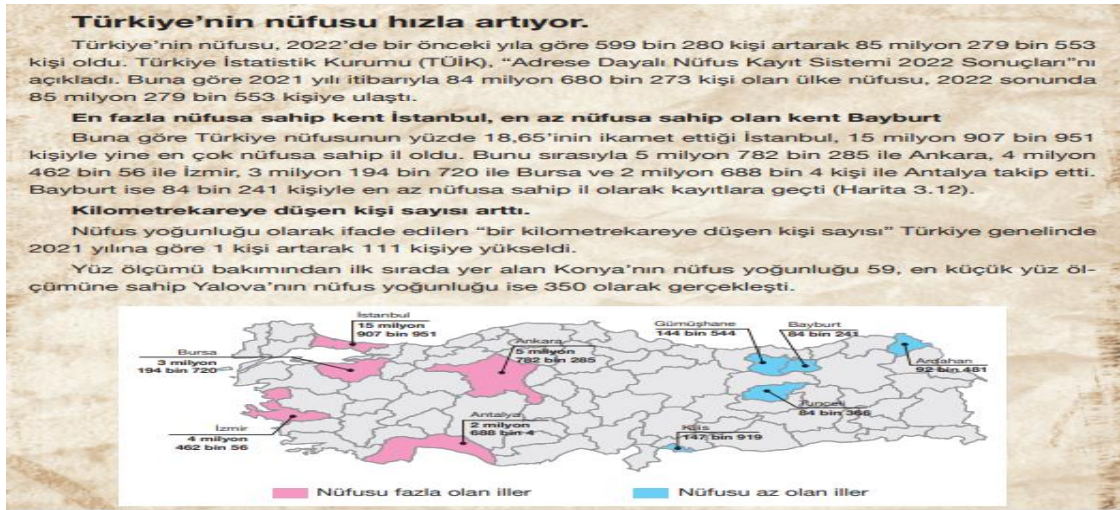 Türkiye'nin nüfusu hızla artıyor.
Türkiye'nin nüfusu, 2022'de bir önceki yıla göre 599 bin 280 kişi artarak 85 milyon 279 bin 553
kişi oldu. Türkiye İstatistik Kurumu (TÜİK), “Adrese Dayalı Nüfus Kayıt Sistemi 2022 Sonuçları”nı
açıkladı. Buna göre 2021 yılı itibarıyla 84 milyon 680 bin 273 kişi olan ülke nüfusu, 2022 sonunda
85 milyon 279 bin 553 kişiye ulaştı.
En fazla nüfusa sahip kent İstanbul, en az nüfusa sahip olan kent Bayburt
Buna göre Türkiye nüfusunun yüzde 18,65'inin ikamet ettiği İstanbul, 15 milyon 907 bin 951
kişiyle yine en çok nüfusa sahip il oldu. Bunu sırasıyla 5 milyon 782 bin 285 ile Ankara, 4 milyon
462 bin 56 ile İzmir, 3 milyon 194 bin 720 ile Bursa ve 2 milyon 688 bin 4 kişi ile Antalya takip etti.
Bayburt ise 84 bin 241 kişiyle en az nüfusa sahip il olarak kayıtlara geçti (Harita 3.12).
Kilometrekareye düşen kişi sayısı arttı.
Nüfus yoğunluğu olarak ifade edilen “bir kilometrekareye düşen kişi sayısı” Türkiye genelinde
2021 yılına göre 1 kişi artarak 111 kişiye yükseldi.
Yüz ölçümü bakımından ilk sırada yer alan Konya'nın nüfus yoğunluğu 59, en küçük yüz öl-
çümüne sahip Yalova'nın nüfus yoğunluğu ise 350 olarak gerçekleşti.
İstanbul
15 milyon
907 bin 951
Bursa
3 milyon
194 bin 720
Ankara
5 milyon
782 bin 285
Gümüşhane
144 bin 544
Bayburt
84 bin 241
Ardahan
92 bin 481
Tunceli
84 bin 366
Kilis
147 bin 919
Antalya
2 milyon
688 bin 4
İzmir
4 milyon
462 bin 56
Nüfusu fazla olan iller
Nüfusu az olan iller